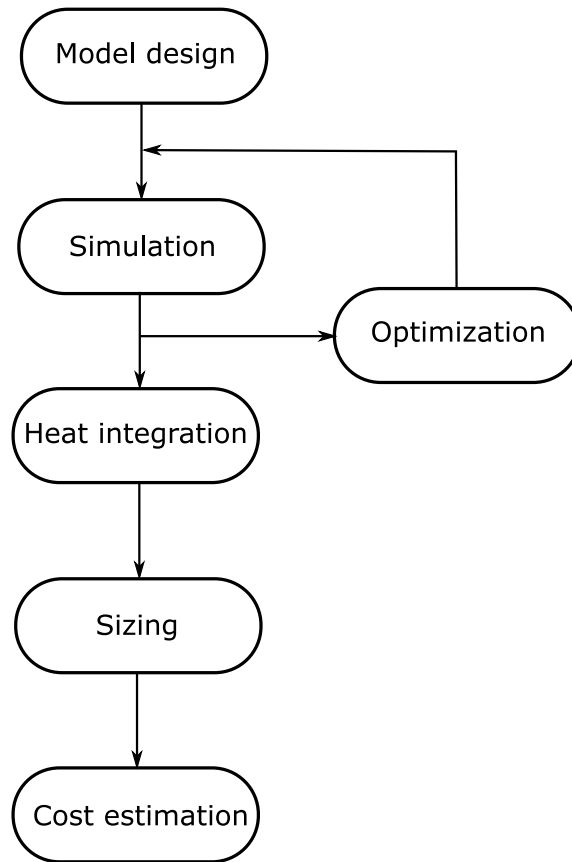 Model design
Simulation
Optimization
Heat integration
Sizing
Cost estimation